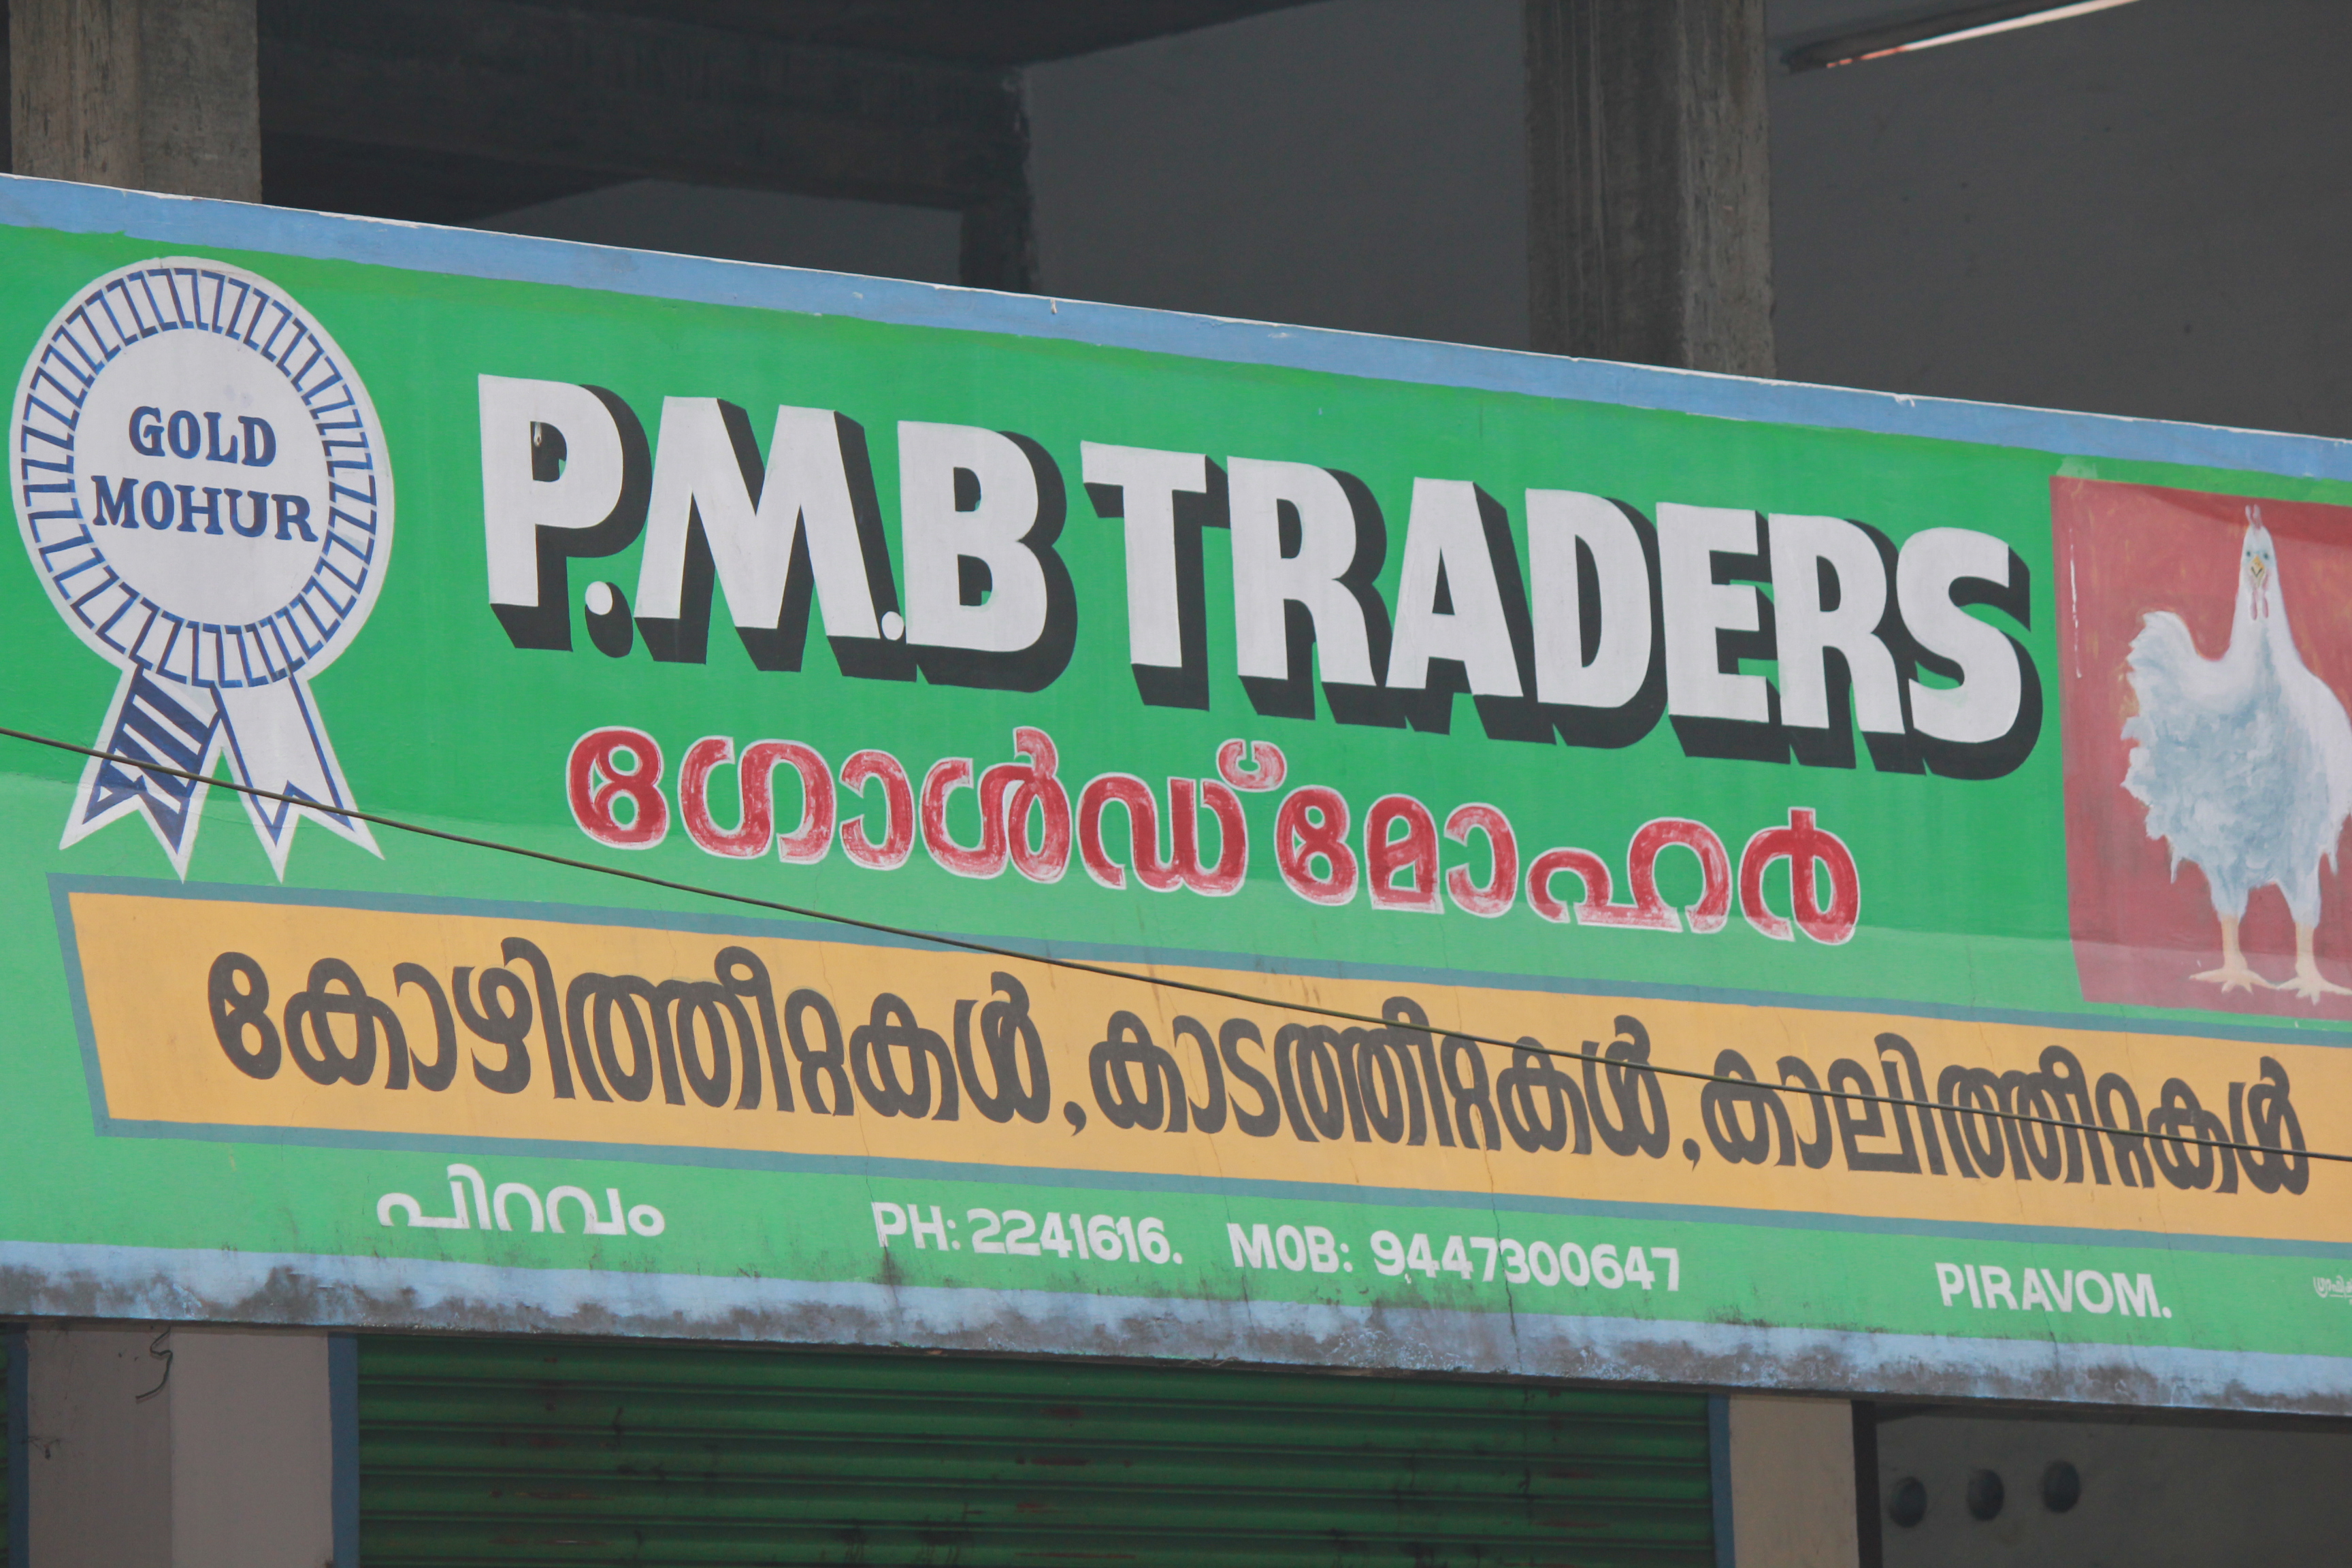 GOLD
MOHUR
P.M.B TRADERS
ഗോൾഡ് മോഹർ
കോഴിത്തീറ്റകൾ, കാടത്തീറ്റകൾ, കാലിത്തീറ്റകൾ
പിറവം PH: 2241616. MOB: 9447300647 PIRAVOM.